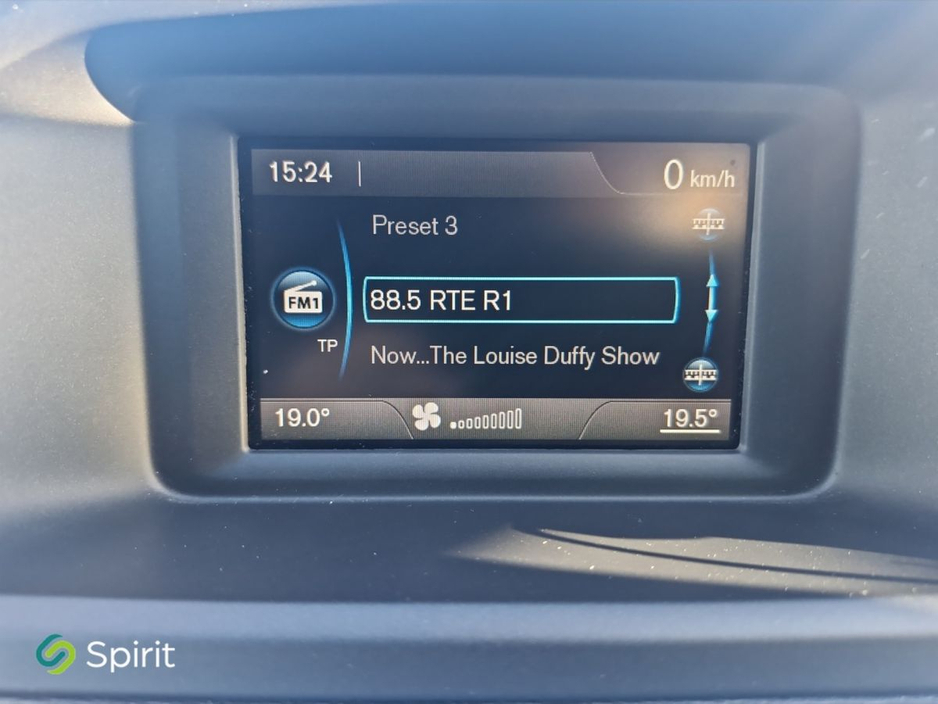 15:24
0 km/h
Preset 3
FM1
88.5 RTE R1
TP
Now...The Louise Duffy Show
19.0°
19.5°
Spirit